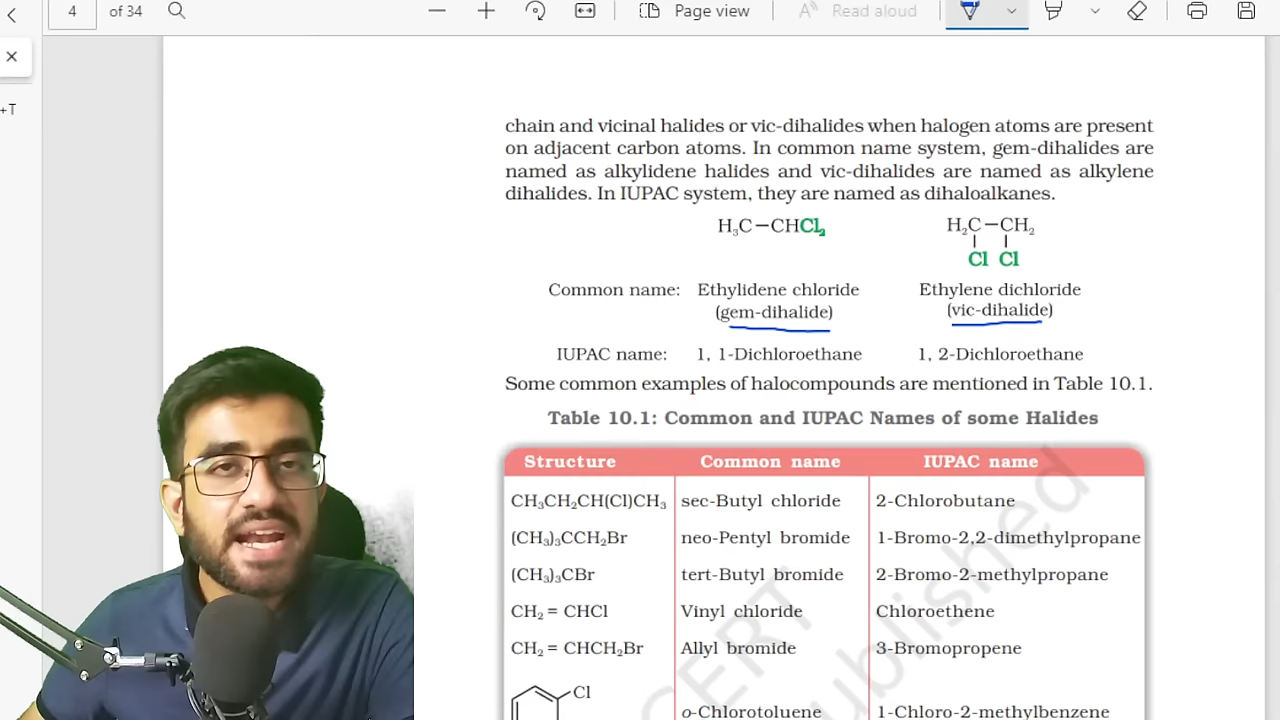 4 of 34 Page view Read aloud
+T
chain and vicinal halides or vic-dihalides when halogen atoms are present
on adjacent carbon atoms. In common name system, gem-dihalides are
named as alkylidene halides and vic-dihalides are named as alkylene
dihalides. In IUPAC system, they are named as dihaloalkanes.
H₃C－CHCl₂ H₂C－CH₂
Cl Cl
Common name: Ethylidene chloride Ethylene dichloride
(gem-dihalide) (vic-dihalide)
IUPAC name: 1, 1-Dichloroethane 1, 2-Dichloroethane
Some common examples of halocompounds are mentioned in Table 10.1.
Table 10.1: Common and IUPAC Names of some Halides
Structure Common name IUPAC name
CH₃CH₂CH(Cl)CH₃ sec-Butyl chloride 2-Chlorobutane
(CH₃)₃CCH₂Br neo-Pentyl bromide 1-Bromo-2,2-dimethylpropane
(CH₃)₃CBr tert-Butyl bromide 2-Bromo-2-methylpropane
CH₂ = CHCl Vinyl chloride Chloroethene
CH₂ = CHCH₂Br Allyl bromide 3-Bromopropene
Cl
o-Chlorotoluene 1-Chloro-2-methylbenzene
CERT
ublished